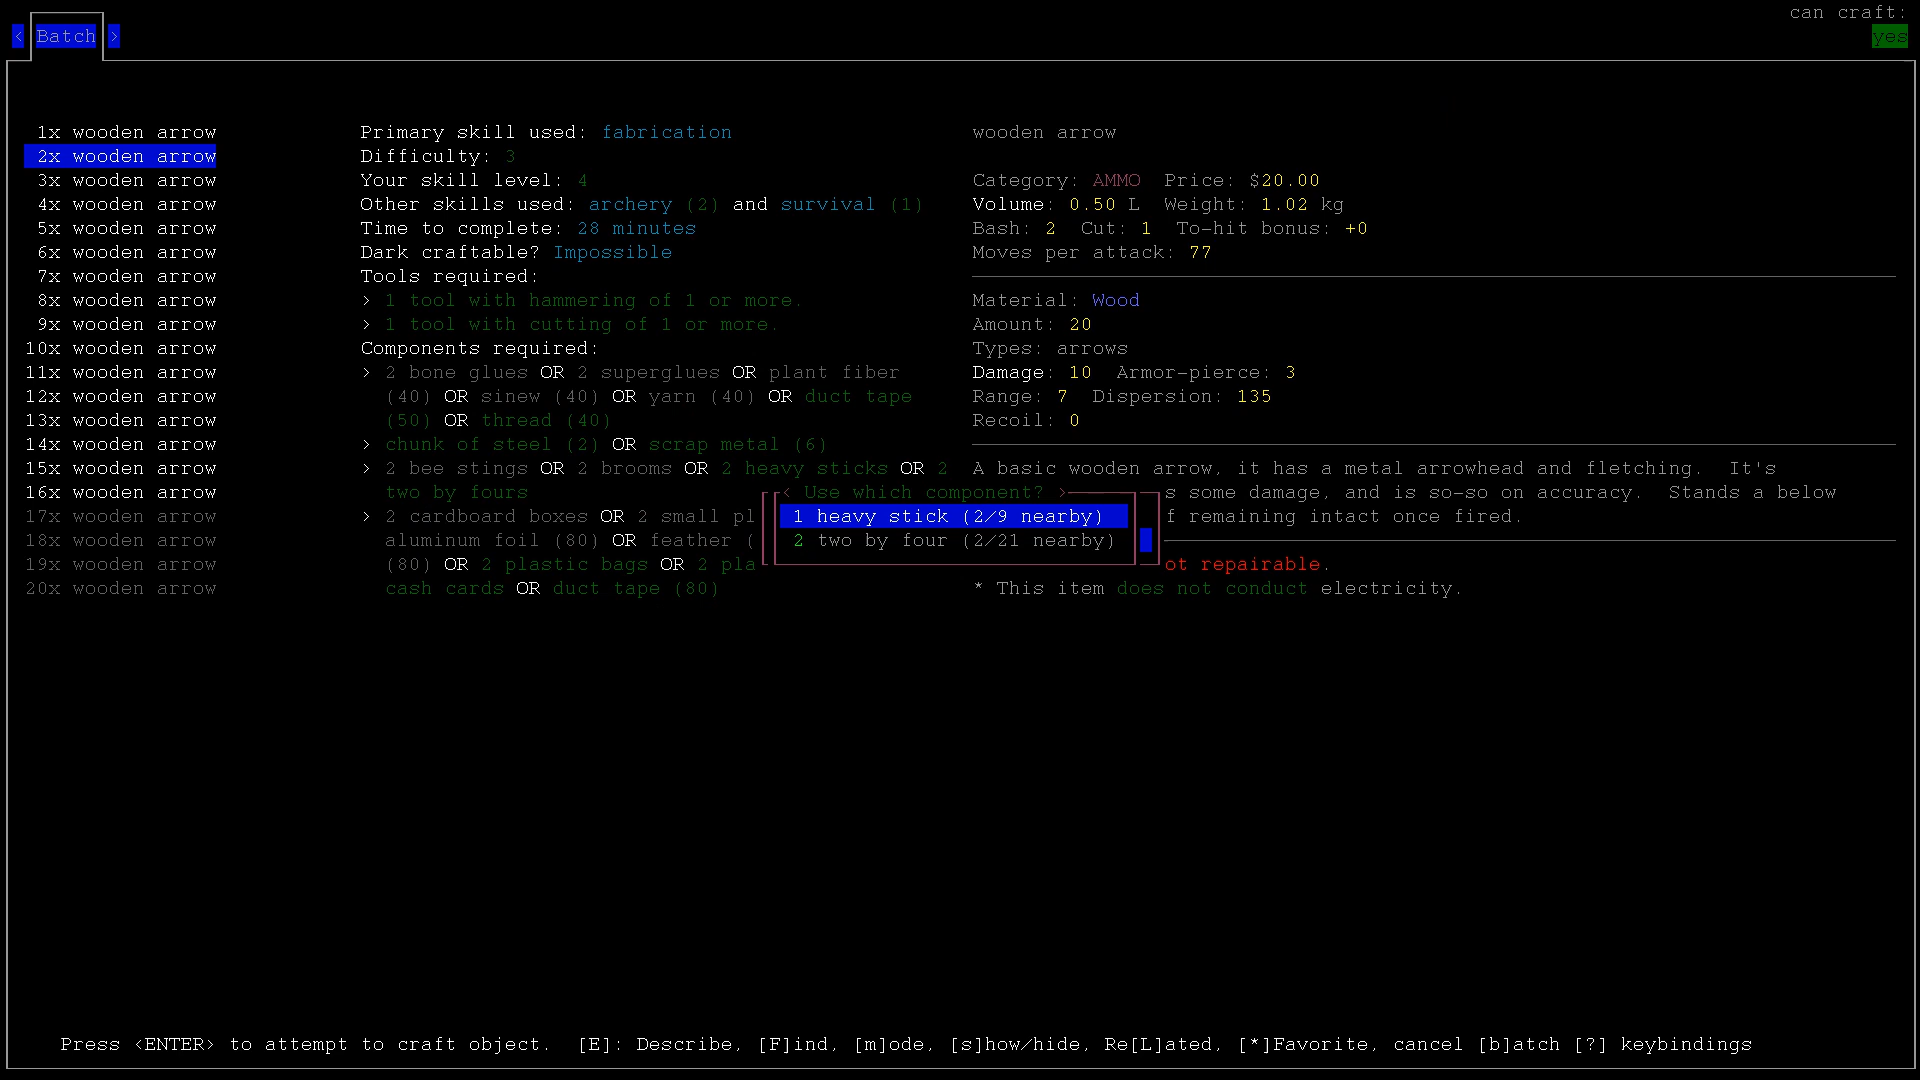 can craft:
< Batch >
yes
1x wooden arrow
2x wooden arrow
3x wooden arrow
4x wooden arrow
5x wooden arrow
6x wooden arrow
7x wooden arrow
8x wooden arrow
9x wooden arrow
10x wooden arrow
11x wooden arrow
12x wooden arrow
13x wooden arrow
14x wooden arrow
15x wooden arrow
16x wooden arrow
17x wooden arrow
18x wooden arrow
19x wooden arrow
20x wooden arrow
Primary skill used: fabrication
Difficulty: 3
Your skill level: 4
Other skills used: archery (2) and survival (1)
Time to complete: 28 minutes
Dark craftable? Impossible
Tools required:
> 1 tool with hammering of 1 or more.
> 1 tool with cutting of 1 or more.
Components required:
> 2 bone glues OR 2 superglues OR plant fiber
(40) OR sinew (40) OR yarn (40) OR duct tape
(50) OR thread (40)
> chunk of steel (2) OR scrap metal (6)
> 2 bee stings OR 2 brooms OR 2 heavy sticks OR 2
two by fours
> 2 cardboard boxes OR 2 small pl
aluminum foil (80) OR feather (
(80) OR 2 plastic bags OR 2 pla
cash cards OR duct tape (80)
< Use which component? >
1 heavy stick (2/9 nearby)
2 two by four (2/21 nearby)
wooden arrow
Category: AMMO Price: $20.00
Volume: 0.50 L Weight: 1.02 kg
Bash: 2 Cut: 1 To-hit bonus: +0
Moves per attack: 77
Material: Wood
Amount: 20
Types: arrows
Damage: 10 Armor-pierce: 3
Range: 7 Dispersion: 135
Recoil: 0
A basic wooden arrow, it has a metal arrowhead and fletching. It's
s some damage, and is so-so on accuracy. Stands a below
f remaining intact once fired.
ot repairable.
* This item does not conduct electricity.
Press <ENTER> to attempt to craft object. [E]: Describe, [F]ind, [m]ode, [s]how/hide, Re[L]ated, [*]Favorite, cancel [b]atch [?] keybindings